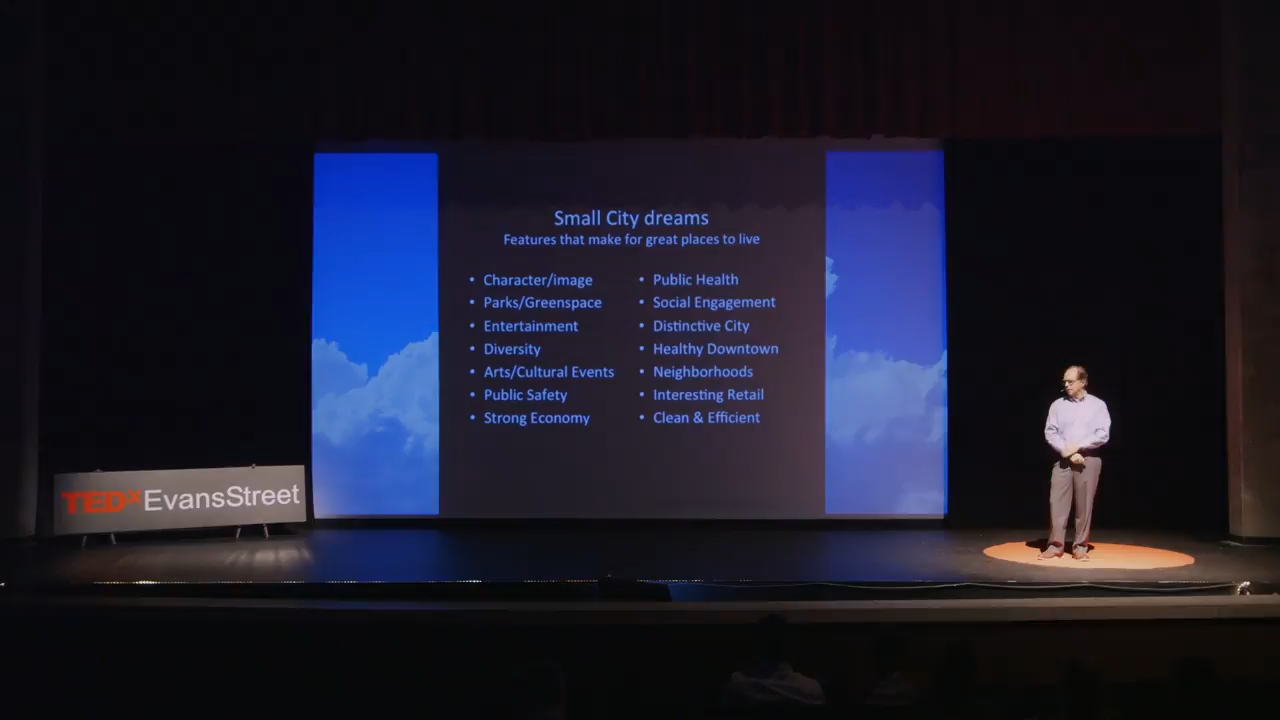 Small City dreams
Features that make for great places to live
• Character/image
• Parks/Greenspace
• Entertainment
• Diversity
• Arts/Cultural Events
• Public Safety
• Strong Economy
• Public Health
• Social Engagement
• Distinctive City
• Healthy Downtown
• Neighborhoods
• Interesting Retail
• Clean & Efficient
TEDxEvansStreet